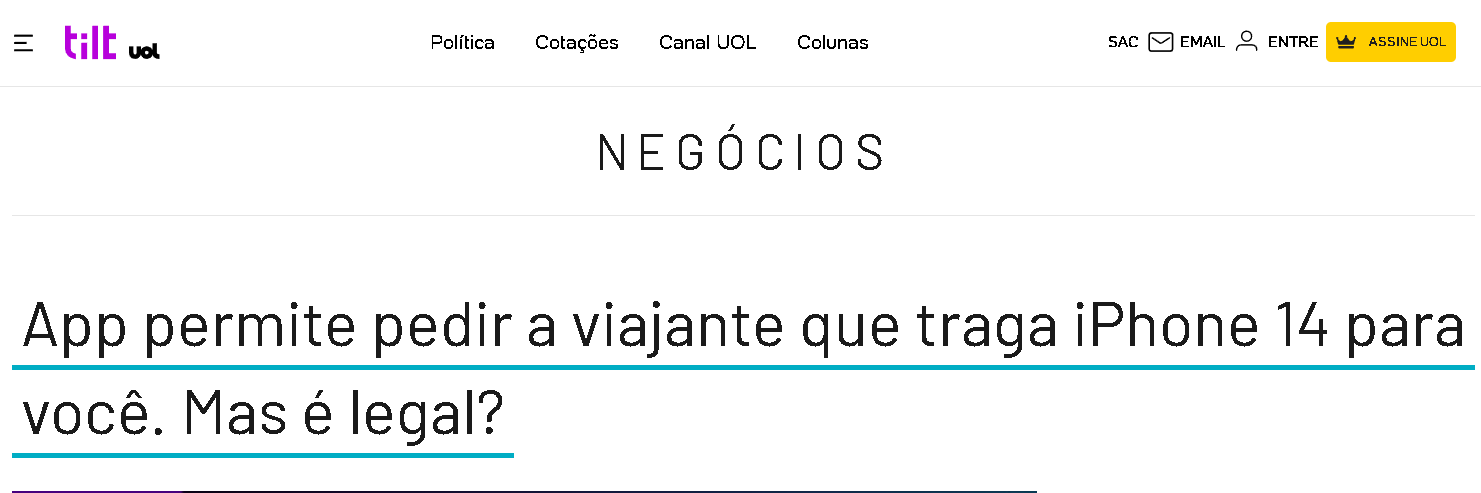 tilt UOL
Política Cotações Canal UOL Colunas
SAC EMAIL ENTRE ASSINE UOL
NEGÓCIOS
App permite pedir a viajante que traga iPhone 14 para
você. Mas é legal?